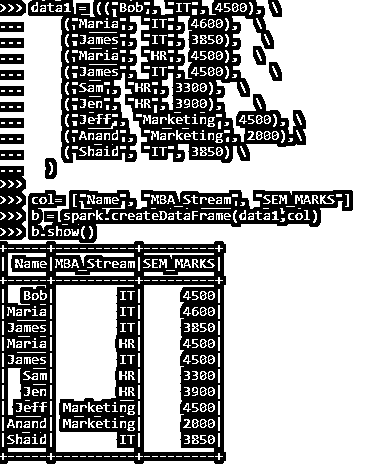 >>> data1 = (("Bob", "IT", 4500), \
... ("Maria", "IT", 4600), \
... ("James", "IT", 3850), \
... ("Maria", "HR", 4500), \
... ("James", "IT", 4500), \
... ("Sam", "HR", 3300), \
... ("Jen", "HR", 3900), \
... ("Jeff", "Marketing", 4500), \
... ("Anand", "Marketing", 2000),\
... ("Shaid", "IT", 3850) \
... )
>>>
>>> col= ["Name", "MBA_Stream", "SEM_MARKS"]
>>> b = spark.createDataFrame(data1,col)
>>> b.show()
+-----+----------+---------+
| Name|MBA_Stream|SEM_MARKS|
+-----+----------+---------+
|  Bob|        IT|     4500|
|Maria|        IT|     4600|
|James|        IT|     3850|
|Maria|        HR|     4500|
|James|        IT|     4500|
|  Sam|        HR|     3300|
|  Jen|        HR|     3900|
| Jeff| Marketing|     4500|
|Anand| Marketing|     2000|
|Shaid|        IT|     3850|
+-----+----------+---------+